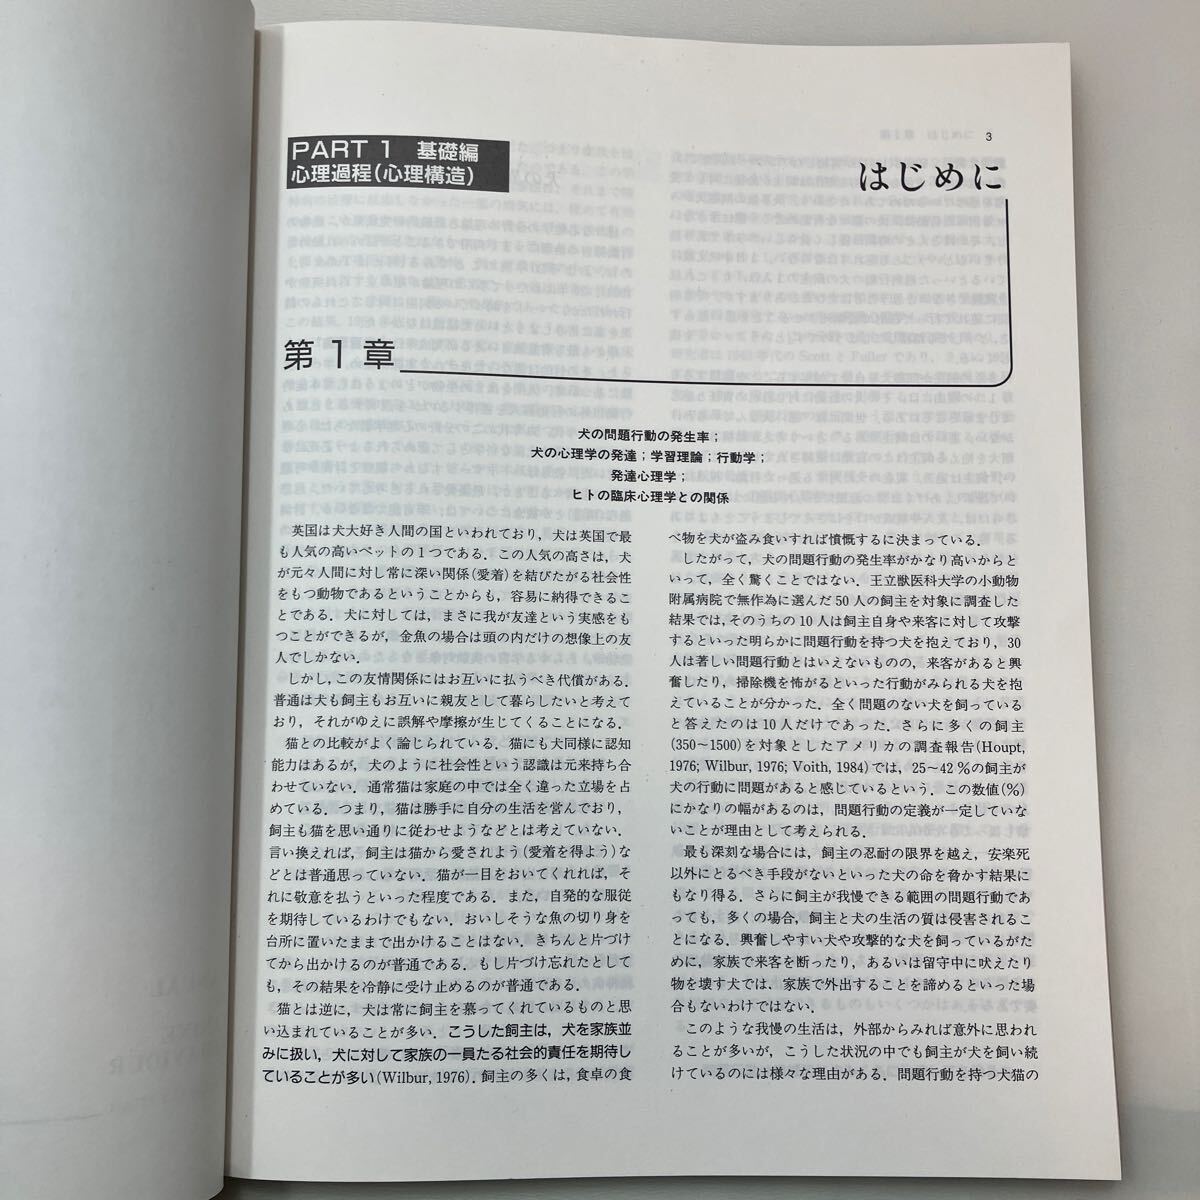 3
PART 1 基礎編
心理過程(心理構造)
はじめに
第1章
犬の問題行動の発生率；
犬の心理学の発達；学習理論；行動学；
発達心理学；
ヒトの臨床心理学との関係
英国は犬大好き人間の国といわれており，犬は英国で最
も人気の高いペットの1つである．この人気の高さは，犬
が元々人間に対し常に深い関係(愛着)を結びたがる社会性
をもつ動物であるということからも，容易に納得できるこ
とである．犬に対しては，まさに我が友達という実感をも
つことができるが，金魚の場合は頭の内だけの想像上の友
人でしかない．
しかし，この友情関係にはお互いに払うべき代償がある．
普通は犬も飼主もお互いに親友として暮らしたいと考えて
おり，それがゆえに誤解や摩擦が生じてくることになる．
猫との比較がよく論じられている．猫にも犬同様に認知
能力はあるが，犬のように社会性という認識は元来持ち合
わせていない．通常猫は家庭の中では全く違った立場を占
めている．つまり，猫は勝手に自分の生活を営んでおり，
飼主も猫を思い通りに従わせようなどとは考えていない．
言い換えれば，飼主は猫から愛されよう(愛着を得よう)な
どとは普通思っていない．猫が一目をおいてくれれば，そ
れに敬意を払うといった程度である．また，自発的な服従
を期待しているわけでもない．おいしそうな魚の切り身を
台所に置いたままで出かけることはない．きちんと片づけ
てから出かけるのが普通である．もし片づけ忘れたとして
も，その結果を冷静に受け止めるのが普通である．
猫とは逆に，犬は常に飼主を慕ってくれているものと思
い込まれていることが多い．こうした飼主は，犬を家族並
みに扱い，犬に対して家族の一員たる社会的責任を期待し
ていることが多い(Wilbur, 1976)．飼主の多くは，食卓の食
べ物を犬が盗み食いすれば憤慨するに決まっている．
したがって，犬の問題行動の発生率がかなり高いからと
いって，全く驚くことではない．王立獣医科大学の小動物
附属病院で無作為に選んだ50人の飼主を対象に調査した
結果では，そのうちの10人は飼主自身や来客に対して攻撃
するといった明らかに問題行動を持つ犬を抱えており，30
人は著しい問題行動とはいえないものの，来客があると興
奮したり，掃除機を怖がるといった行動がみられる犬を抱
えていることが分かった．全く問題のない犬を飼っている
と答えたのは10人だけであった．さらに多くの飼主
(350～1500)を対象としたアメリカの調査報告(Houpt,
1976; Wilbur, 1976; Voith, 1984)では，25～42％の飼主が
犬の行動に問題があると感じているという．この数値(％)
にかなりの幅があるのは，問題行動の定義が一定していな
いことが理由として考えられる．
最も深刻な場合には，飼主の忍耐の限界を越え，安楽死
以外にとるべき手段がないといった犬の命を脅かす結果に
もなり得る．さらに飼主が我慢できる範囲の問題行動であ
っても，多くの場合，飼主と犬の生活の質は侵害されるこ
とになる．興奮しやすい犬や攻撃的な犬を飼っているがた
めに，家族で来客を断ったり，あるいは留守中に吠えたり
物を壊す犬では，家族で外出することを諦めるといった場
合もないわけではない．
このような我慢の生活は，外部からみれば意外に思われ
ることが多いが，こうした状況の中でも飼主が犬を飼い続
けているのには様々な理由がある．問題行動を持つ犬猫の